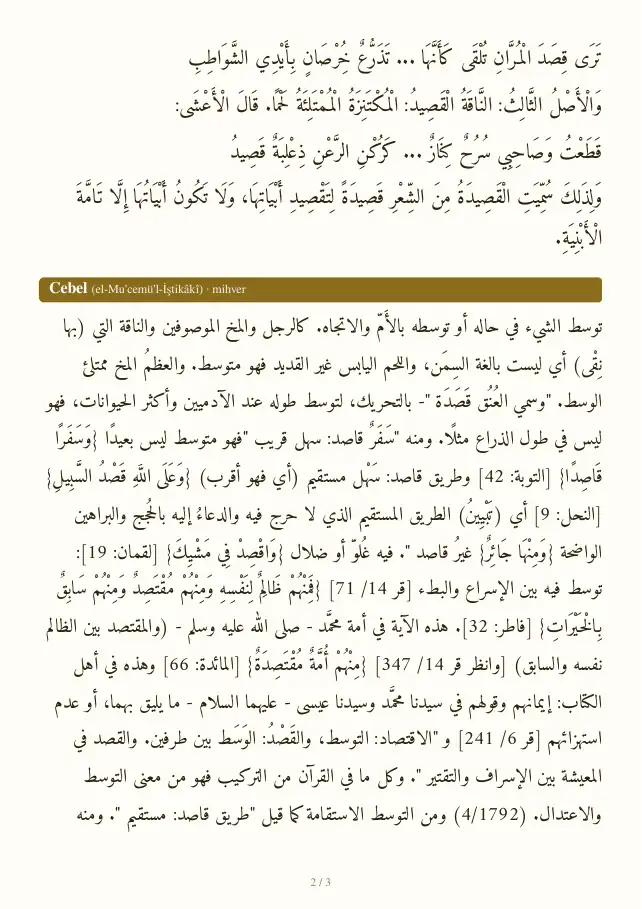 تَرَى قِصَدَ الْمُرَّانِ تُلْقَى كَأَنَّهَا ... تَذَرُّعُ خُرْصَانٍ بِأَيْدِي الشَّوَاطِبِ
وَالْأَصْلُ الثَّالِثُ: النَّاقَةُ الْقَصِيدُ: الْمُكْتَنِزَةُ الْمُمْتَلِئَةُ لَحْمًا. قَالَ الْأَعْشَى:
قَطَعْتُ وَصَاحِبِي سُرُحٌ كِنَازٌ ... كَرُكْنِ الرَّعْنِ ذِعْلِبَةٌ قَصِيدُ
وَلِذَلِكَ سُمِّيَتِ الْقَصِيدَةُ مِنَ الشِّعْرِ قَصِيدَةً لِتَقْصِيدِ أَبْيَاتِهَا، وَلَا تَكُونُ أَبْيَاتُهَا إِلَّا تَامَّةَ
الْأَبْنِيَةِ.
Cebel (el-Mu'cemü'l-İştikâkî) · mihver
توسط الشيء في حاله أو توسطه بالأَمّ والاتجاه. كالرجل والمخ الموصوفين والناقة التي (بها
نِقْى) أي ليست بالغة السِمَن، واللحم اليابس غير القديد فهو متوسط. والعظمُ المخ ممتلئ
الوسط. "وسمي العُنُق قَصَدَة "- بالتحريك، لتوسط طوله عند الآدميين وأكثر الحيوانات، فهو
ليس في طول الذراع مثلًا. ومنه "سَفَرٌ قاصد: سهل قريب "فهو متوسط ليس بعيدًا {وَسَفَرًا
قَاصِدًا} [التوبة: 42] وطريق قاصد: سَهْل مستقيم (أي فهو أقرب) {وَعَلَى اللَّهِ قَصْدُ السَّبِيلِ}
[النحل: 9] أي (تَبْيِينُ) الطريق المستقيم الذي لا حرج فيه والدعاءُ إليه بالحُجج والبراهين
الواضحة {وَمِنْهَا جَائِرٌ} غيرُ قاصد ". فيه غُلوّ أو ضلال {وَاقْصِدْ فِي مَشْيِكَ} [لقمان: 19]:
توسط فيه بين الإسراع والبطء [قر 14/ 71] {فَمِنْهُمْ ظَالِمٌ لِنَفْسِهِ وَمِنْهُمْ مُقْتَصِدٌ وَمِنْهُمْ سَابِقٌ
بِالْخَيْرَاتِ} [فاطر: 32]. هذه الآية في أمة محمَّد - صلى الله عليه وسلم - (والمقتصد بين الظالم
نفسه والسابق) [وانظر قر 14/ 347] {مِنْهُمْ أُمَّةٌ مُقْتَصِدَةٌ} [المائدة: 66] وهذه في أهل
الكتاب: إيمانهم وقولهم في سيدنا محمَّد وسيدنا عيسى - عليهما السلام - ما يليق بهما، أو عدم
استهزائهم [قر 6/ 241] و "الاقتصاد: التوسط، والقَصْدُ: الوَسَط بين طرفين. والقصد في
المعيشة بين الإسراف والتقتير ". وكل ما في القرآن من التركيب فهو من معنى التوسط
والاعتدال. (4/1792) ومن التوسط الاستقامة كما قيل "طريق قاصد: مستقيم ". ومنه
2 / 3